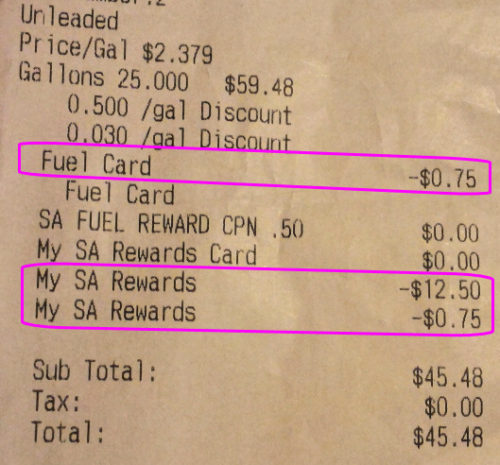 Unleaded
Price/Gal $2.379
Gallons 25.000 $59.48
0.500 /gal Discount
0.030 /gal Discount
Fuel Card -$0.75
Fuel Card
SA FUEL REWARD CPN .50 $0.00
My SA Rewards Card $0.00
My SA Rewards -$12.50
My SA Rewards -$0.75
Sub Total: $45.48
Tax: $0.00
Total: $45.48